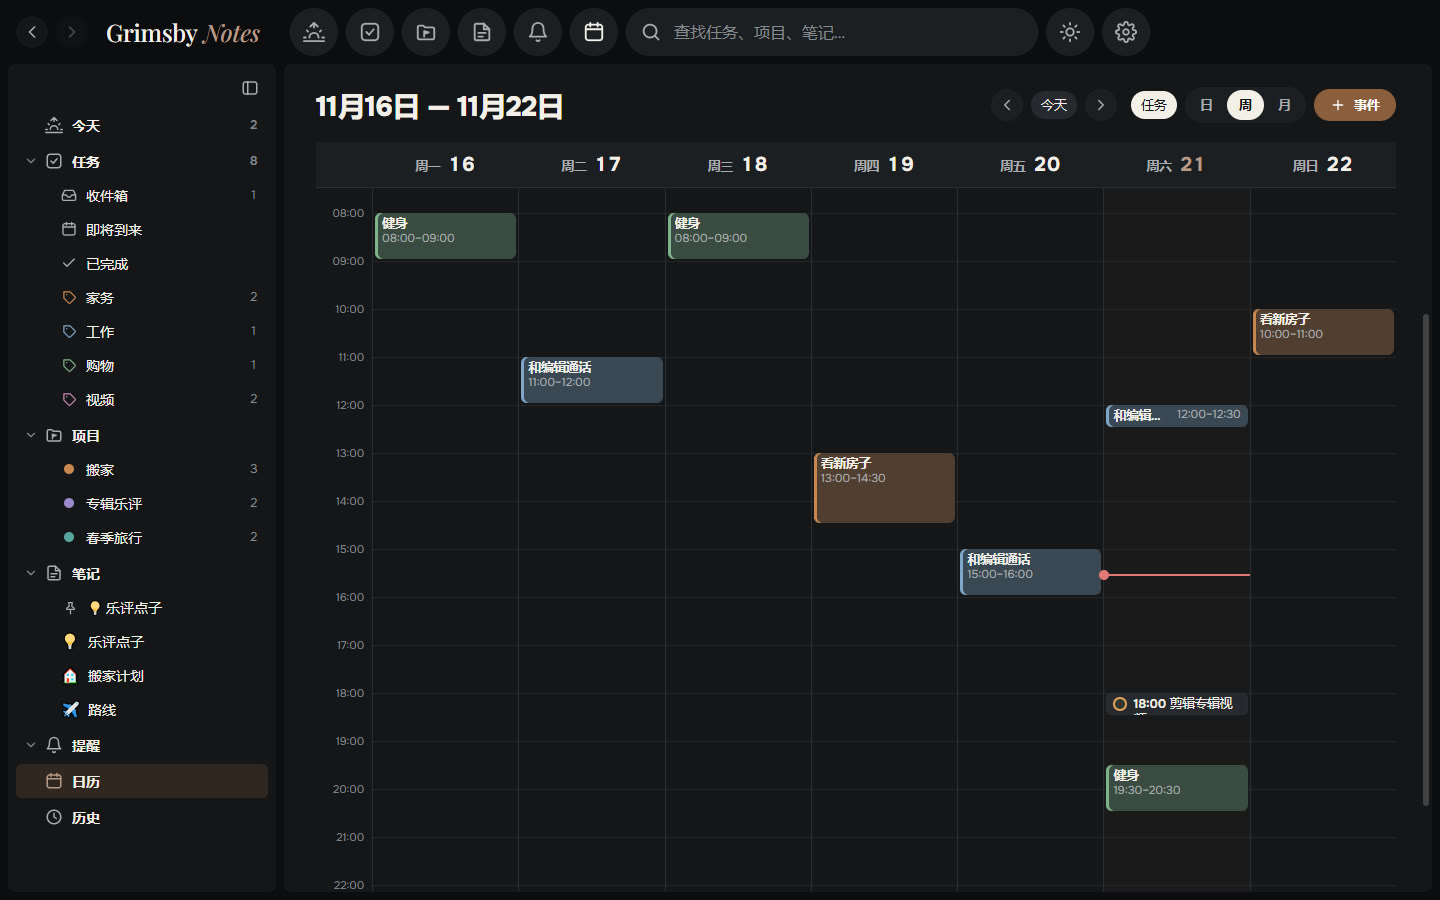 Grimsby Notes
查找任务、项目、笔记...
今天 2
任务 8
收件箱 1
即将到来
已完成
家务 2
工作 1
购物 1
视频 2
项目
搬家 3
专辑乐评 2
春季旅行 2
笔记
乐评点子
乐评点子
搬家计划
路线
提醒
日历
历史
11月16日 — 11月22日
今天
任务
日
周
月
+ 事件
周一 16
周二 17
周三 18
周四 19
周五 20
周六 21
周日 22
08:00
09:00
10:00
11:00
12:00
13:00
14:00
15:00
16:00
17:00
18:00
19:00
20:00
21:00
22:00
健身
08:00–09:00
和编辑通话
11:00–12:00
健身
08:00–09:00
看新房子
13:00–14:30
和编辑通话
15:00–16:00
和编辑... 12:00–12:30
18:00 剪辑专辑视
健身
19:30–20:30
看新房子
10:00–11:00